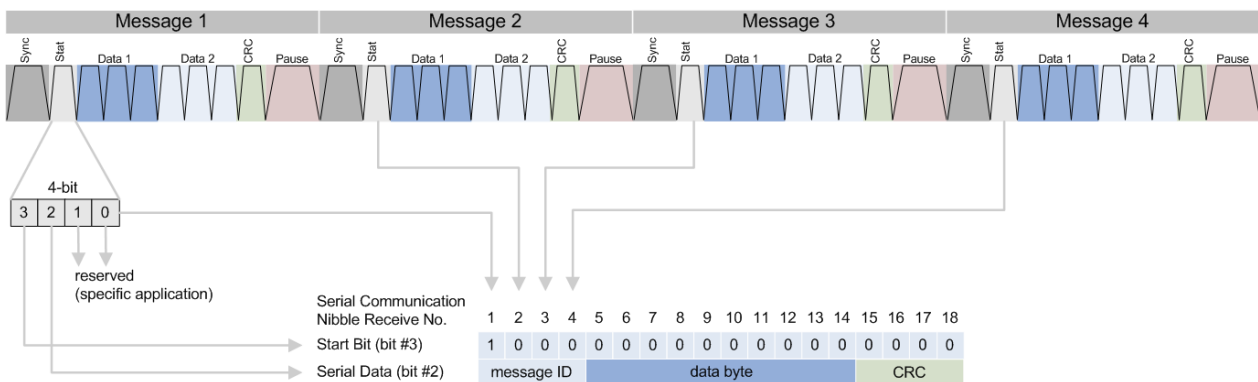 Message 1 Message 2 Message 3 Message 4
Sync Stat Data 1 Data 2 CRC Pause Sync Stat Data 1 Data 2 CRC Pause Sync Stat Data 1 Data 2 CRC Pause Sync Stat Data 1 Data 2 CRC Pause
4-bit
3 2 1 0
reserved
(specific application)
Serial Communication
Nibble Receive No. 1 2 3 4 5 6 7 8 9 10 11 12 13 14 15 16 17 18
Start Bit (bit #3) 1 0 0 0 0 0 0 0 0 0 0 0 0 0 0 0 0 0
Serial Data (bit #2) message ID data byte CRC